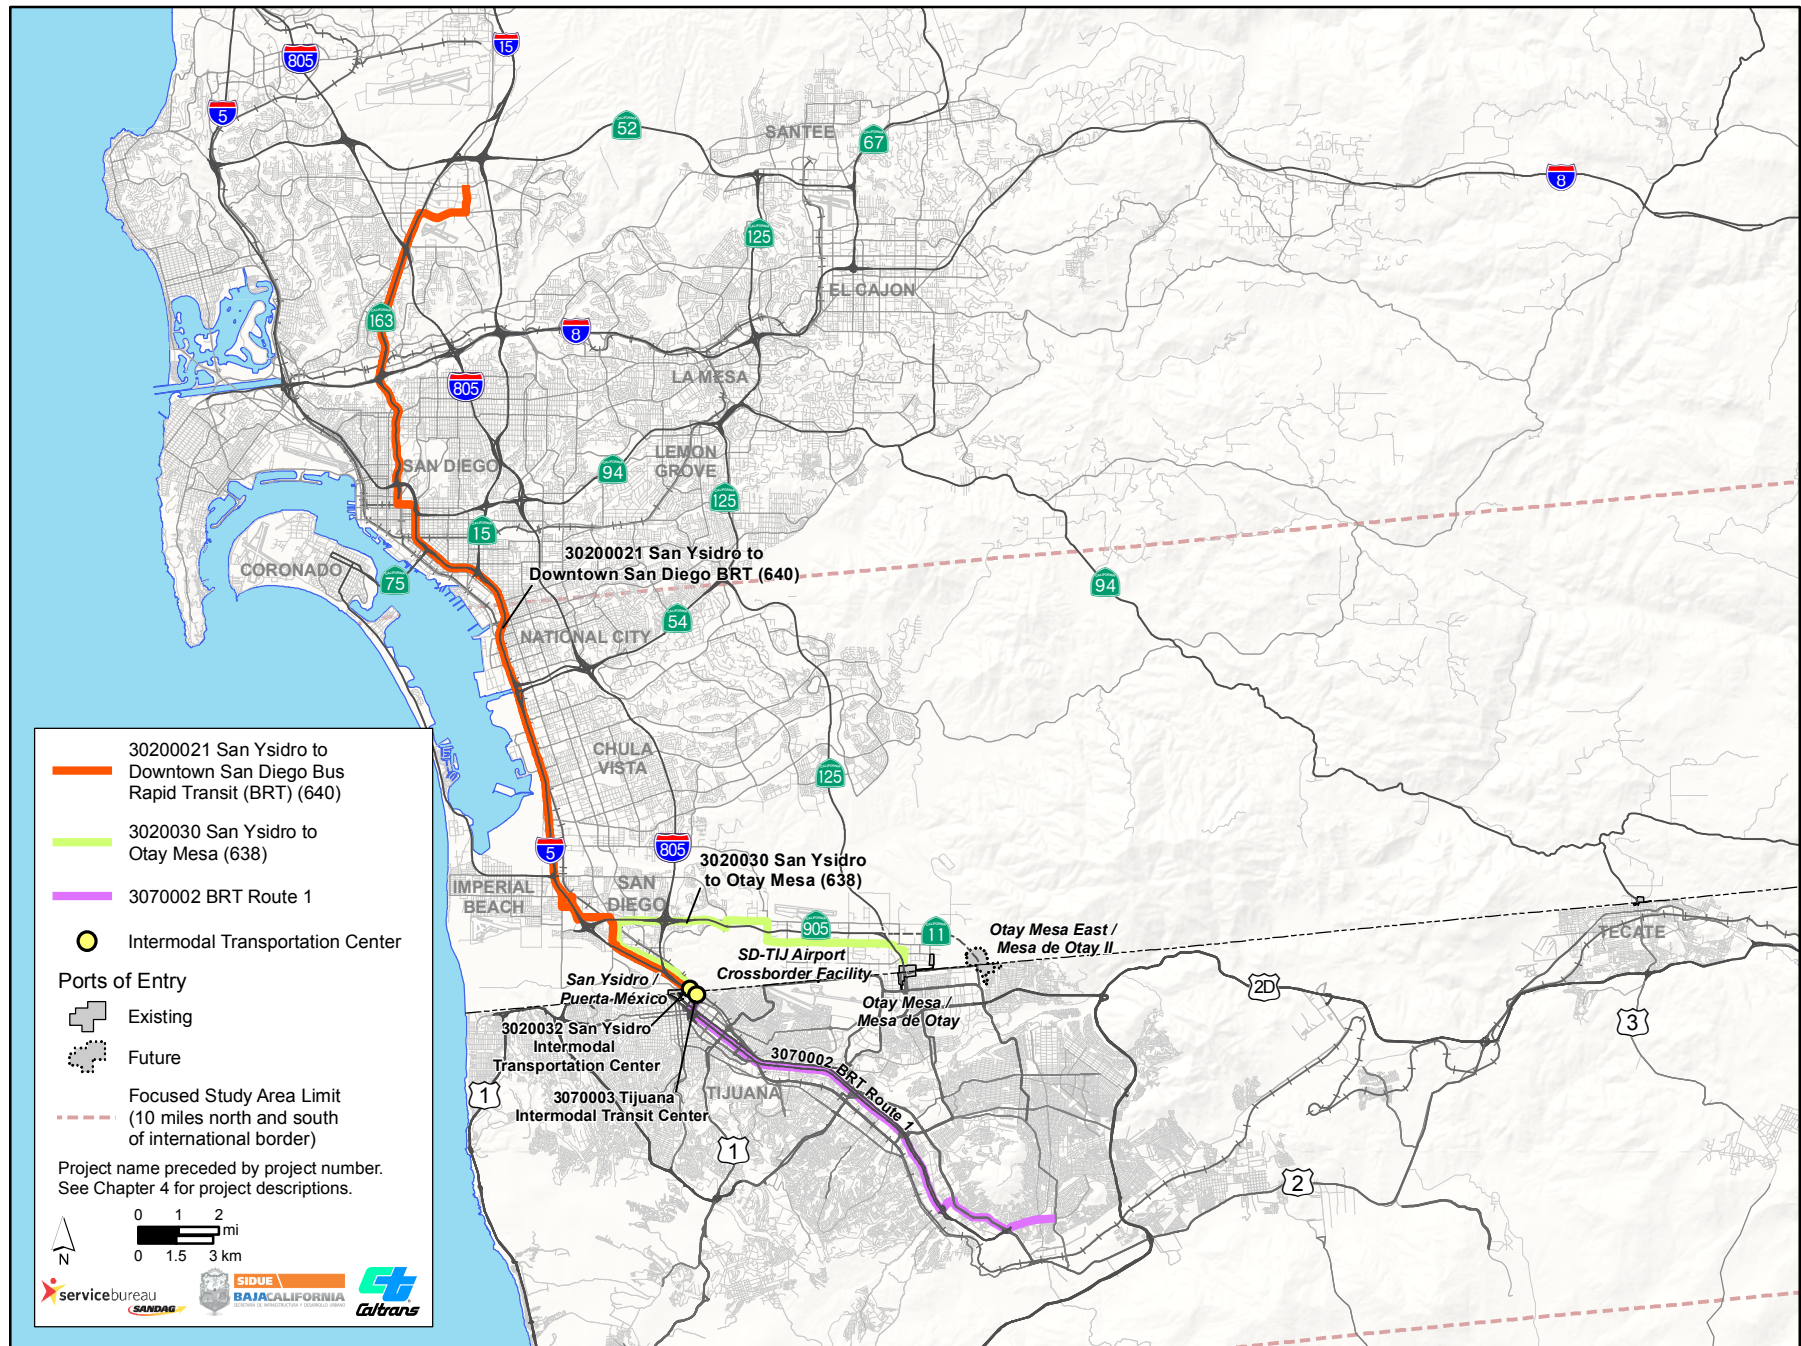 805
15
5
52
SANTEE
67
8
125
EL CAJON
163
8
805
LA MESA
SAN DIEGO
94
LEMON
GROVE
125
15
CORONADO
75
30200021 San Ysidro to
Downtown San Diego BRT (640)
94
54
NATIONAL CITY
CHULA
VISTA
125
5
805
3020030 San Ysidro
to Otay Mesa (638)
IMPERIAL
BEACH
SAN
DIEGO
905
11
Otay Mesa East /
Mesa de Otay II
TECATE
SD-TIJ Airport
Crossborder Facility
San Ysidro /
Puerta México
Otay Mesa /
Mesa de Otay
2D
3
3020032 San Ysidro
Intermodal
Transportation Center
3070002 BRT Route 1
TIJUANA
1
3070003 Tijuana
Intermodal Transit Center
1
2
30200021 San Ysidro to
Downtown San Diego Bus
Rapid Transit (BRT) (640)
3020030 San Ysidro to
Otay Mesa (638)
3070002 BRT Route 1
Intermodal Transportation Center
Ports of Entry
Existing
Future
Focused Study Area Limit
(10 miles north and south
of international border)
Project name preceded by project number.
See Chapter 4 for project descriptions.
0 1 2 mi
0 1.5 3 km
N
servicebureau
SANDAG
SIDUE
BAJACALIFORNIA
SECRETARÍA DE INFRAESTRUCTURA Y DESARROLLO URBANO
Caltrans